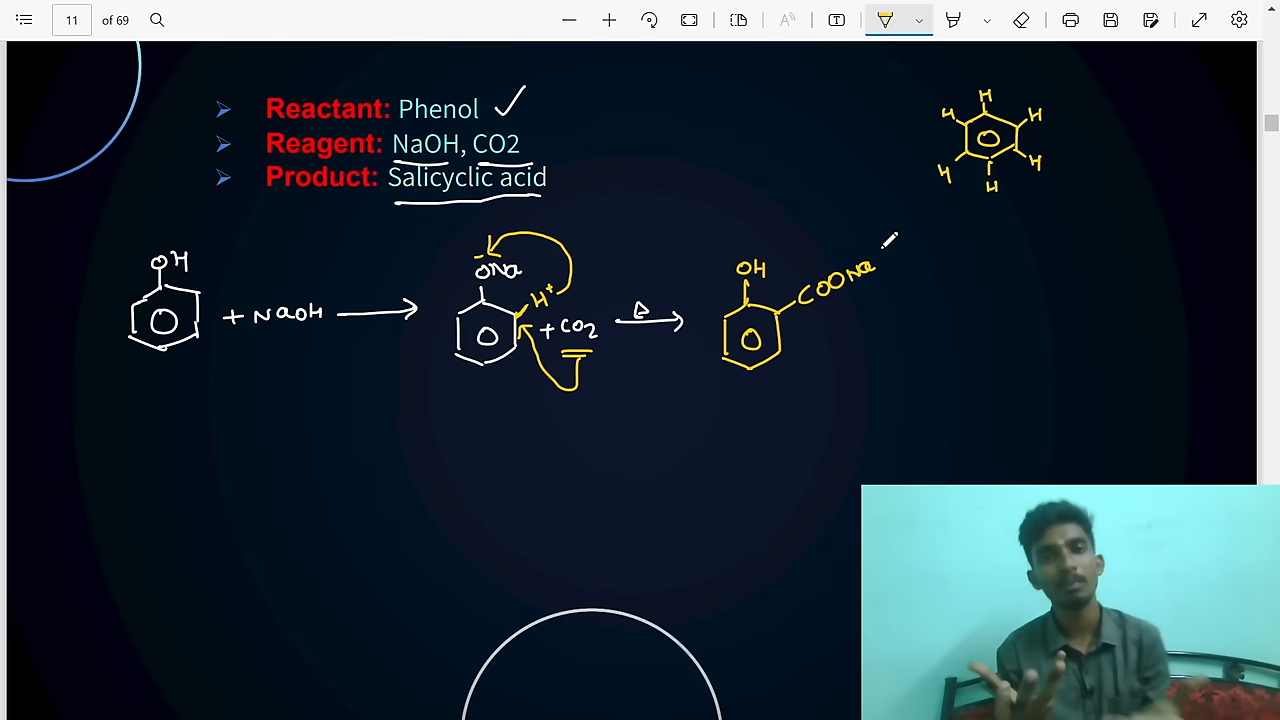 11 of 69
Reactant: Phenol
Reagent: NaOH, CO2
Product: Salicyclic acid
H
H H
H H
H
OH
+ NaOH
ONa
H+
+ CO2
Δ
OH
COONa